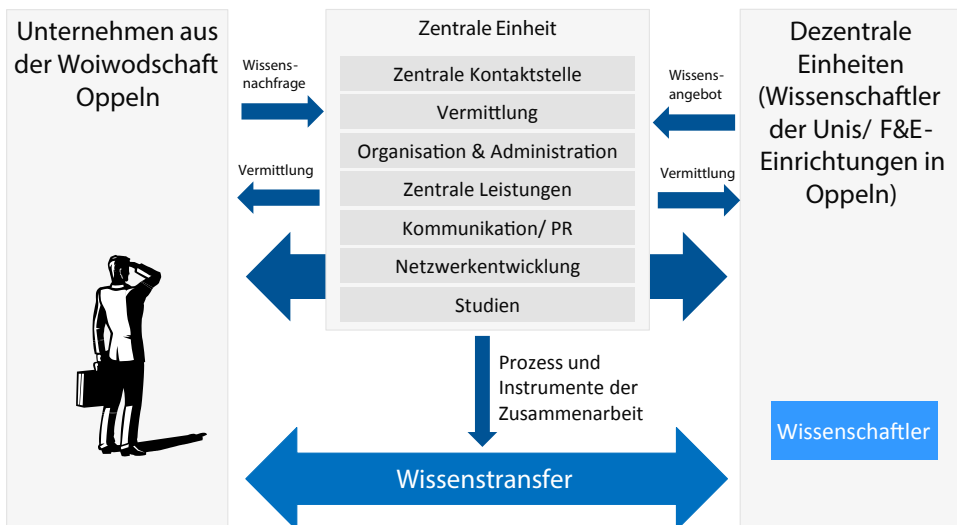 Unternehmen aus
der Woiwodschaft
Oppeln
Wissens-
nachfrage
Vermittlung
Zentrale Einheit
Zentrale Kontaktstelle
Vermittlung
Organisation & Administration
Zentrale Leistungen
Kommunikation/ PR
Netzwerkentwicklung
Studien
Wissens-
angebot
Vermittlung
Dezentrale
Einheiten
(Wissenschaftler
der Unis/ F&E-
Einrichtungen in
Oppeln)
Prozess und
Instrumente der
Zusammenarbeit
Wissenschaftler
Wissenstransfer